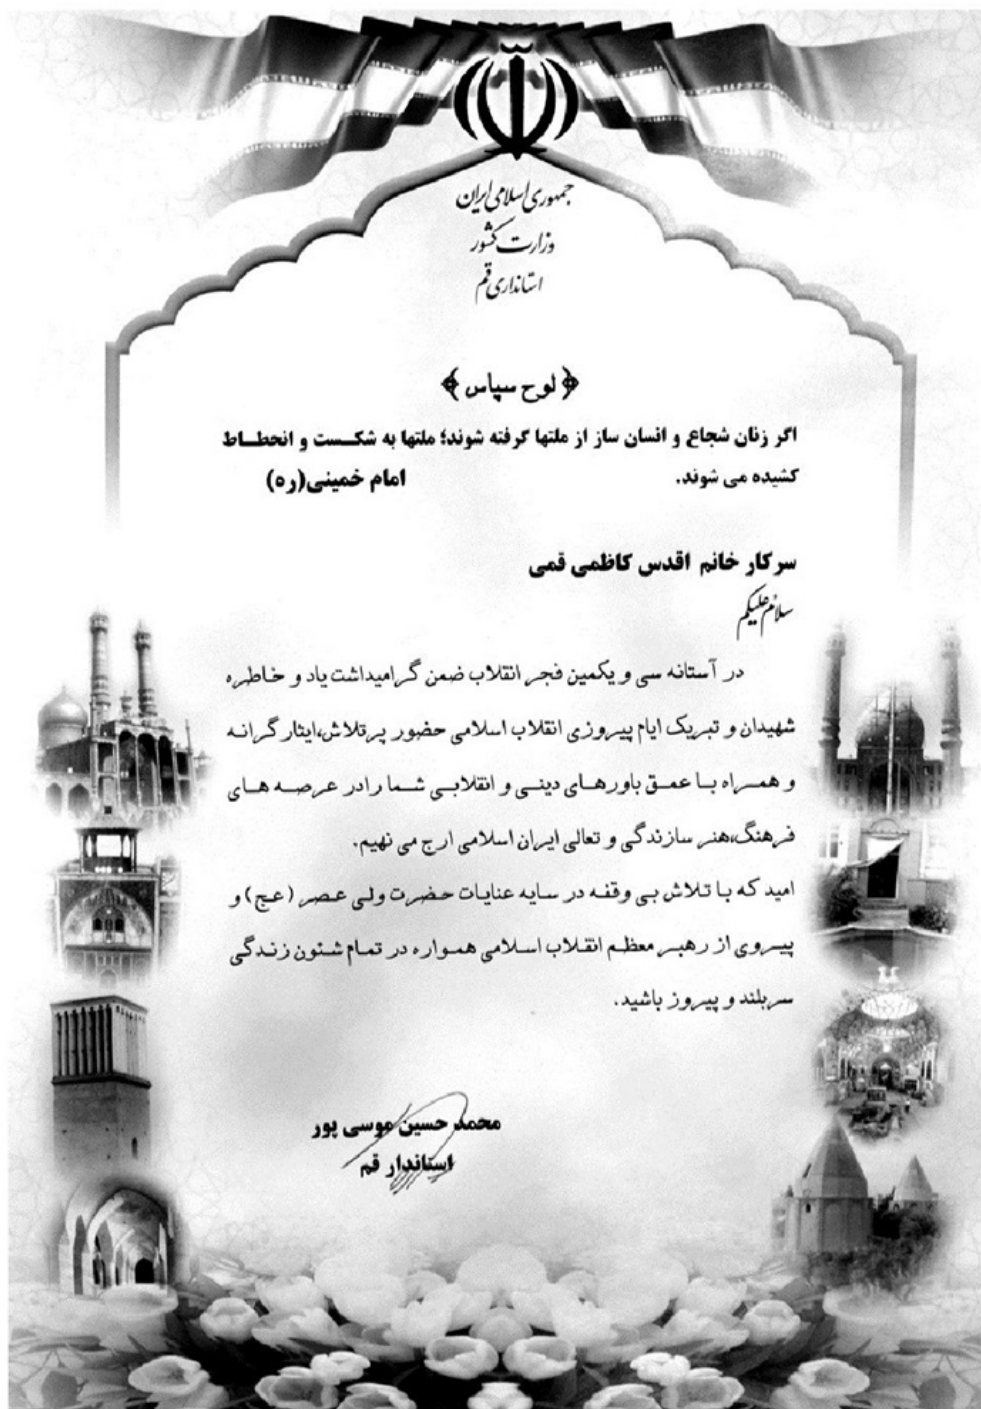 جمهوری اسلامی ایران
وزارت کشور
استانداری قم
﴿ لوح سپاس ﴾
اگر زنان شجاع و انسان ساز از ملتها گرفته شوند؛ ملتها به شکست و انحطاط
کشیده می شوند. امام خمینی(ره)
سرکار خانم اقدس کاظمی قمی
سلام علیکم
در آستانه سی و یکمین فجر انقلاب ضمن گرامیداشت یاد و خاطره
شهیدان و تبریک ایام پیروزی انقلاب اسلامی حضور پرتلاش،ایثارگرانه
و همراه با عمق باورهای دینی و انقلابی شما رادر عرصه های
فرهنگ،هنر سازندگی و تعالی ایران اسلامی ارج می نهیم.
امید که با تلاش بی وقفه در سایه عنایات حضرت ولی عصر (عج) و
پیروی از رهبر معظم انقلاب اسلامی همواره در تمام شئون زندگی
سربلند و پیروز باشید.
محمد حسین موسی پور
استاندار قم